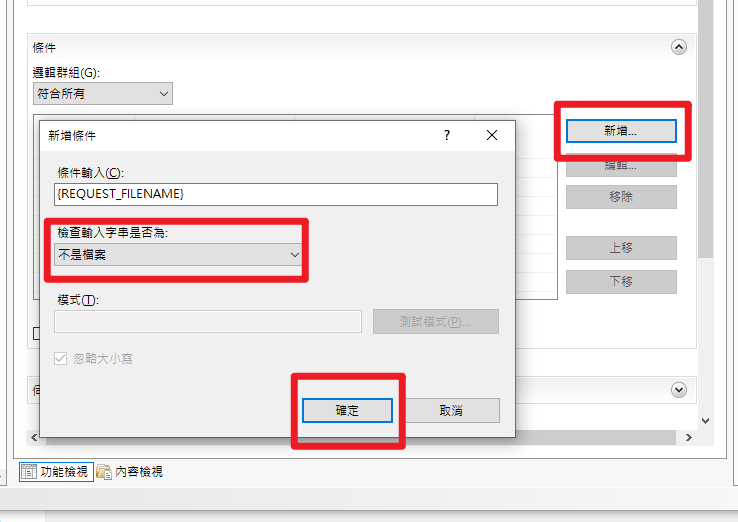 條件
邏輯群組(G):
符合所有
新增...
編輯...
移除
上移
下移
新增條件
?
條件輸入(C):
{REQUEST_FILENAME}
檢查輸入字串是否為:
不是檔案
模式(T):
測試模式(P)...
忽略大小寫
確定
取消
功能檢視
內容檢視